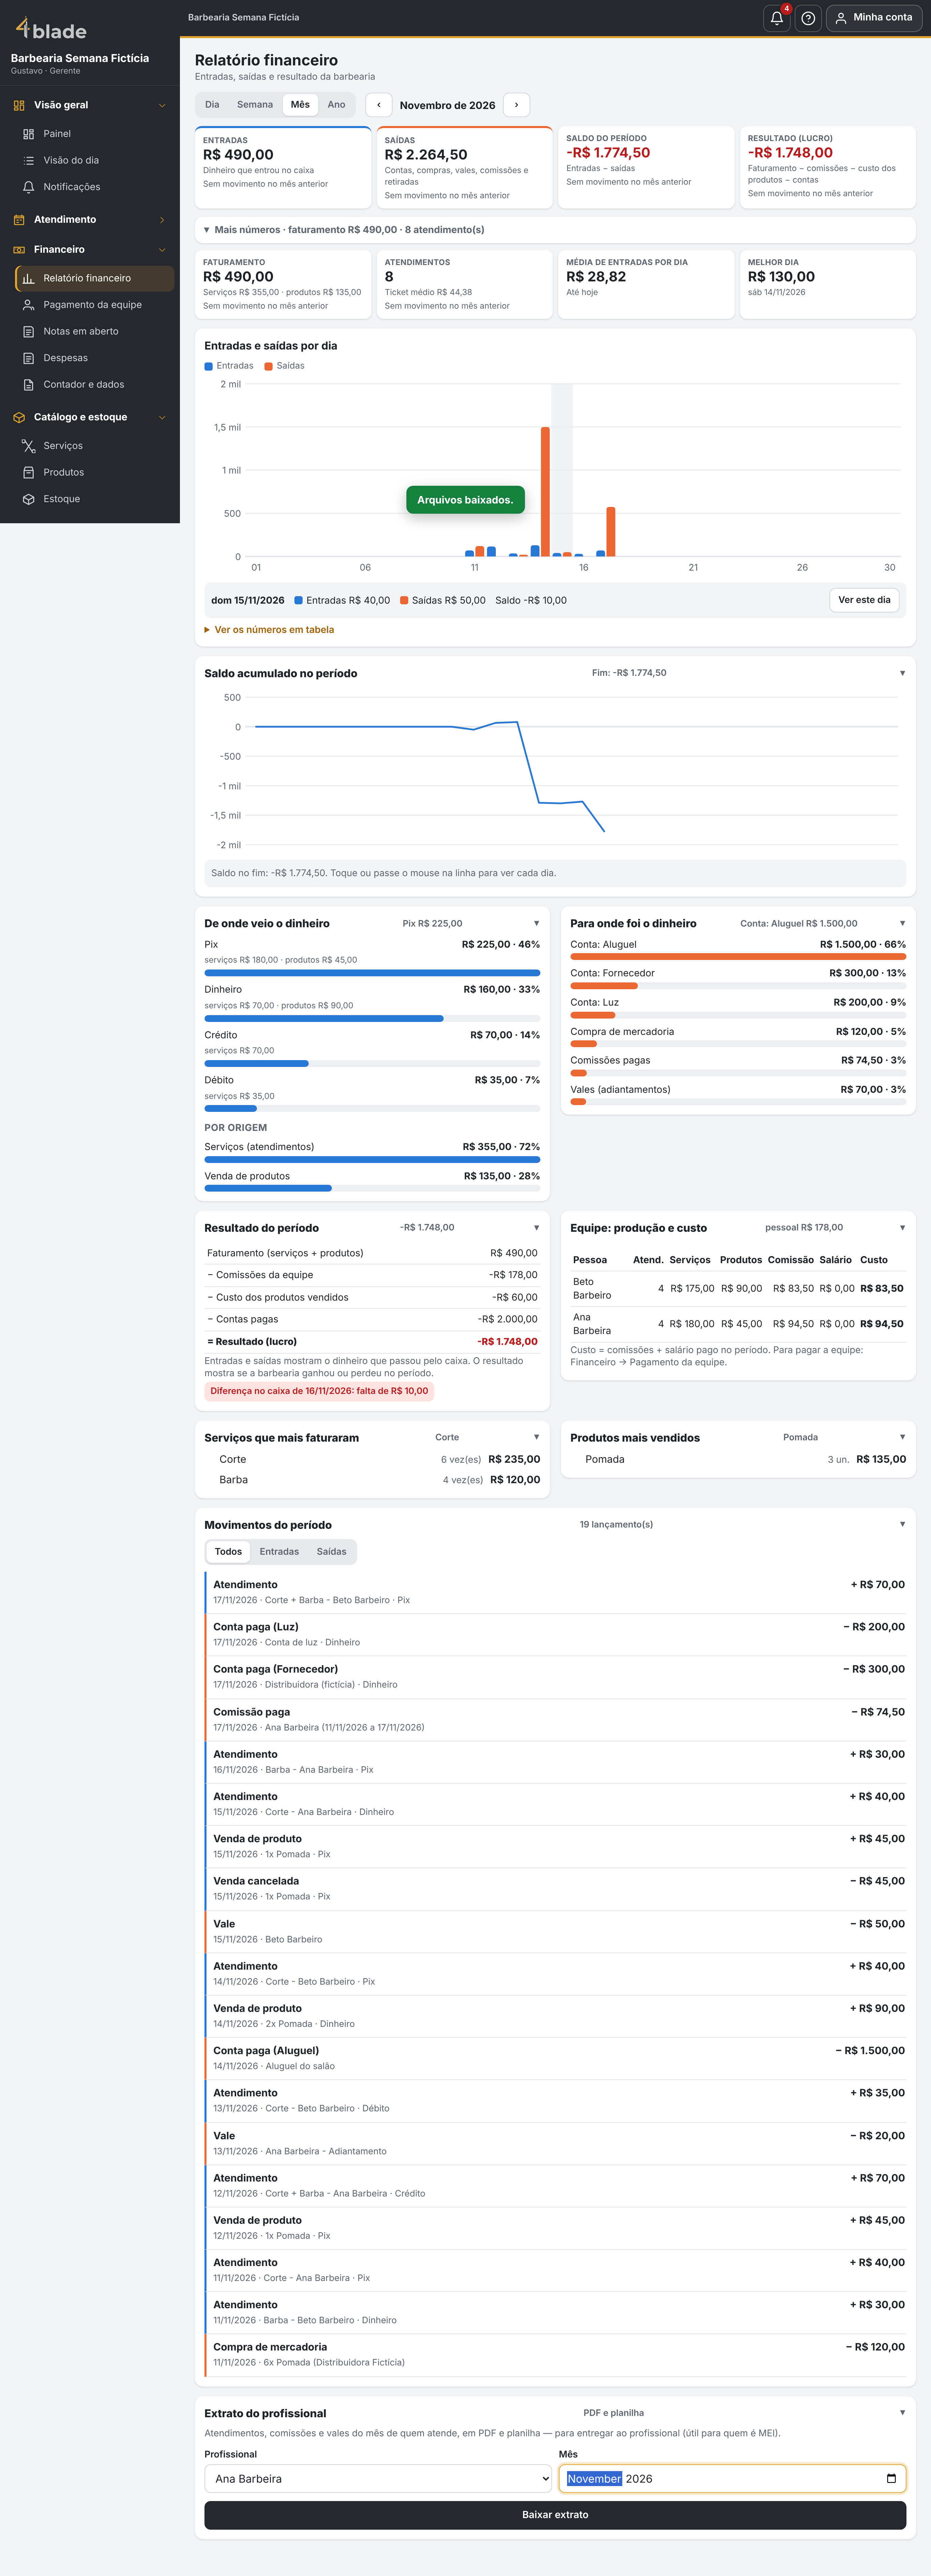 4blade
Barbearia Semana Fictícia
Gustavo · Gerente
Visão geral
Painel
Visão do dia
Notificações
Atendimento
Financeiro
Relatório financeiro
Pagamento da equipe
Notas em aberto
Despesas
Contador e dados
Catálogo e estoque
Serviços
Produtos
Estoque
Barbearia Semana Fictícia
4
Minha conta
Relatório financeiro
Entradas, saídas e resultado da barbearia
Dia Semana Mês Ano ‹ Novembro de 2026 ›
ENTRADAS
R$ 490,00
Dinheiro que entrou no caixa
Sem movimento no mês anterior
SAÍDAS
R$ 2.264,50
Contas, compras, vales, comissões e
retiradas
Sem movimento no mês anterior
SALDO DO PERÍODO
-R$ 1.774,50
Entradas − saídas
Sem movimento no mês anterior
RESULTADO (LUCRO)
-R$ 1.748,00
Faturamento − comissões − custo dos
produtos − contas
Sem movimento no mês anterior
▼ Mais números · faturamento R$ 490,00 · 8 atendimento(s)
FATURAMENTO
R$ 490,00
Serviços R$ 355,00 · produtos R$ 135,00
Sem movimento no mês anterior
ATENDIMENTOS
8
Ticket médio R$ 44,38
Sem movimento no mês anterior
MÉDIA DE ENTRADAS POR DIA
R$ 28,82
Até hoje
MELHOR DIA
R$ 130,00
sáb 14/11/2026
Entradas e saídas por dia
Entradas Saídas
2 mil
1,5 mil
1 mil
500
0
01 06 11 16 21 26 30
Arquivos baixados.
dom 15/11/2026 Entradas R$ 40,00 Saídas R$ 50,00 Saldo -R$ 10,00 Ver este dia
▶ Ver os números em tabela
Saldo acumulado no período Fim: -R$ 1.774,50 ▼
500
0
-500
-1 mil
-1,5 mil
-2 mil
Saldo no fim: -R$ 1.774,50. Toque ou passe o mouse na linha para ver cada dia.
De onde veio o dinheiro Pix R$ 225,00 ▼
Pix R$ 225,00 · 46%
serviços R$ 180,00 · produtos R$ 45,00
Dinheiro R$ 160,00 · 33%
serviços R$ 70,00 · produtos R$ 90,00
Crédito R$ 70,00 · 14%
serviços R$ 70,00
Débito R$ 35,00 · 7%
serviços R$ 35,00
POR ORIGEM
Serviços (atendimentos) R$ 355,00 · 72%
Venda de produtos R$ 135,00 · 28%
Para onde foi o dinheiro Conta: Aluguel R$ 1.500,00 ▼
Conta: Aluguel R$ 1.500,00 · 66%
Conta: Fornecedor R$ 300,00 · 13%
Conta: Luz R$ 200,00 · 9%
Compra de mercadoria R$ 120,00 · 5%
Comissões pagas R$ 74,50 · 3%
Vales (adiantamentos) R$ 70,00 · 3%
Resultado do período -R$ 1.748,00 ▼
Faturamento (serviços + produtos) R$ 490,00
− Comissões da equipe -R$ 178,00
− Custo dos produtos vendidos -R$ 60,00
− Contas pagas -R$ 2.000,00
= Resultado (lucro) -R$ 1.748,00
Entradas e saídas mostram o dinheiro que passou pelo caixa. O resultado
mostra se a barbearia ganhou ou perdeu no período.
Diferença no caixa de 16/11/2026: falta de R$ 10,00
Equipe: produção e custo pessoal R$ 178,00 ▼
Pessoa Atend. Serviços Produtos Comissão Salário Custo
Beto
Barbeiro 4 R$ 175,00 R$ 90,00 R$ 83,50 R$ 0,00 R$ 83,50
Ana
Barbeira 4 R$ 180,00 R$ 45,00 R$ 94,50 R$ 0,00 R$ 94,50
Custo = comissões + salário pago no período. Para pagar a equipe:
Financeiro → Pagamento da equipe.
Serviços que mais faturaram Corte ▼
Corte 6 vez(es) R$ 235,00
Barba 4 vez(es) R$ 120,00
Produtos mais vendidos Pomada ▼
Pomada 3 un. R$ 135,00
Movimentos do período 19 lançamento(s) ▼
Todos Entradas Saídas
Atendimento + R$ 70,00
17/11/2026 · Corte + Barba - Beto Barbeiro · Pix
Conta paga (Luz) − R$ 200,00
17/11/2026 · Conta de luz · Dinheiro
Conta paga (Fornecedor) − R$ 300,00
17/11/2026 · Distribuidora (fictícia) · Dinheiro
Comissão paga − R$ 74,50
17/11/2026 · Ana Barbeira (11/11/2026 a 17/11/2026)
Atendimento + R$ 30,00
16/11/2026 · Barba - Ana Barbeira · Pix
Atendimento + R$ 40,00
15/11/2026 · Corte - Ana Barbeira · Dinheiro
Venda de produto + R$ 45,00
15/11/2026 · 1x Pomada · Pix
Venda cancelada − R$ 45,00
15/11/2026 · 1x Pomada · Pix
Vale − R$ 50,00
15/11/2026 · Beto Barbeiro
Atendimento + R$ 40,00
14/11/2026 · Corte - Beto Barbeiro · Pix
Venda de produto + R$ 90,00
14/11/2026 · 2x Pomada · Dinheiro
Conta paga (Aluguel) − R$ 1.500,00
14/11/2026 · Aluguel do salão
Atendimento + R$ 35,00
13/11/2026 · Corte - Beto Barbeiro · Débito
Vale − R$ 20,00
13/11/2026 · Ana Barbeira - Adiantamento
Atendimento + R$ 70,00
12/11/2026 · Corte + Barba - Ana Barbeira · Crédito
Venda de produto + R$ 45,00
12/11/2026 · 1x Pomada · Pix
Atendimento + R$ 40,00
11/11/2026 · Corte - Ana Barbeira · Pix
Atendimento + R$ 30,00
11/11/2026 · Barba - Beto Barbeiro · Dinheiro
Compra de mercadoria − R$ 120,00
11/11/2026 · 6x Pomada (Distribuidora Fictícia)
Extrato do profissional PDF e planilha ▼
Atendimentos, comissões e vales do mês de quem atende, em PDF e planilha — para entregar ao profissional (útil para quem é MEI).
Profissional Mês
Ana Barbeira November 2026
Baixar extrato